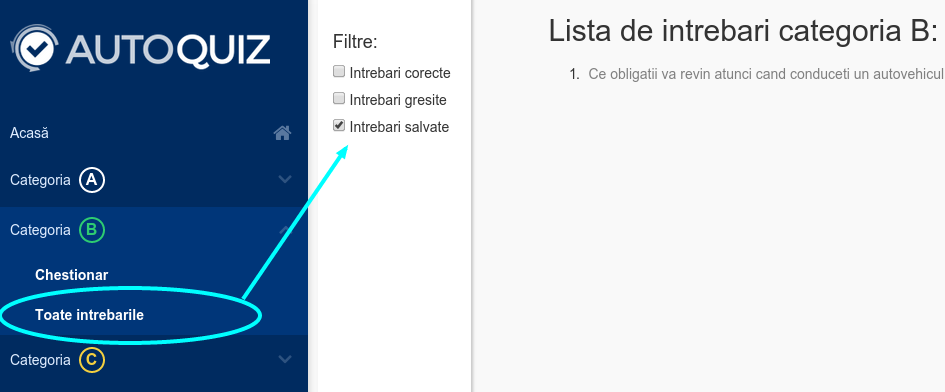 AUTOQUIZ
Acasă
Categoria A
Categoria B
Chestionar
Toate intrebarile
Categoria C
Filtre:
Intrebari corecte
Intrebari gresite
Intrebari salvate
Lista de intrebari categoria B:
1. Ce obligatii va revin atunci cand conduceti un autovehicul